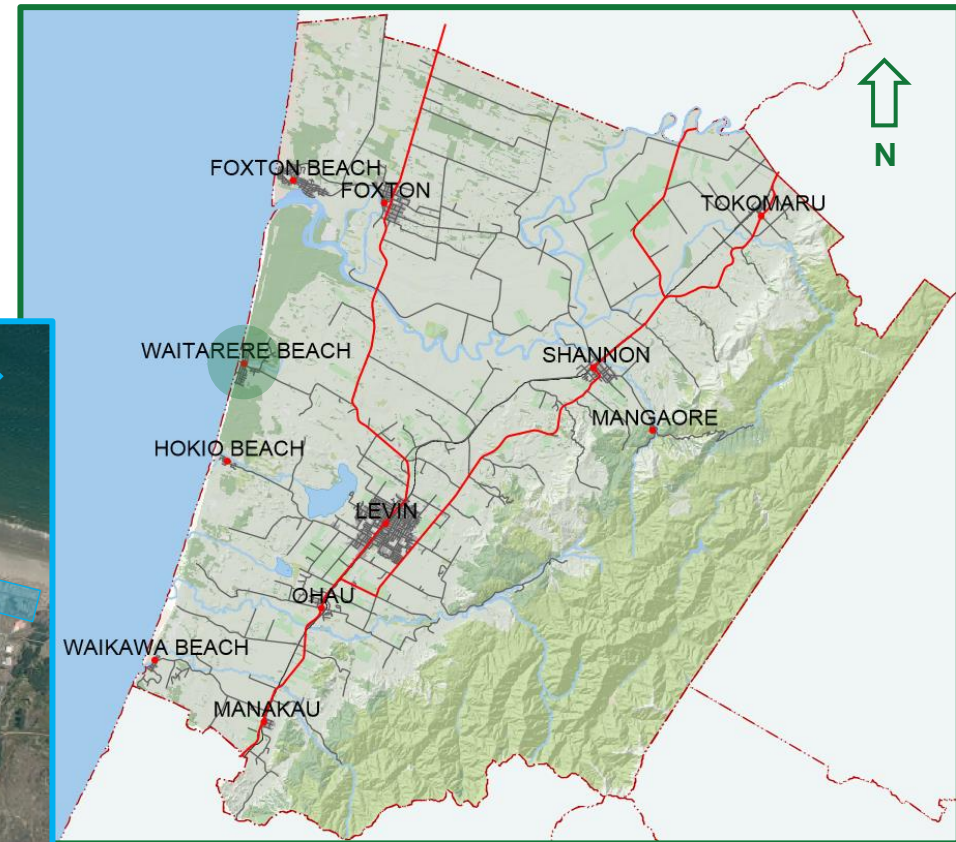 N
FOXTON BEACH
FOXTON
TOKOMARU
WAITARERE BEACH
SHANNON
MANGAORE
HOKIO BEACH
LEVIN
OHAU
WAIKAWA BEACH
MANAKAU